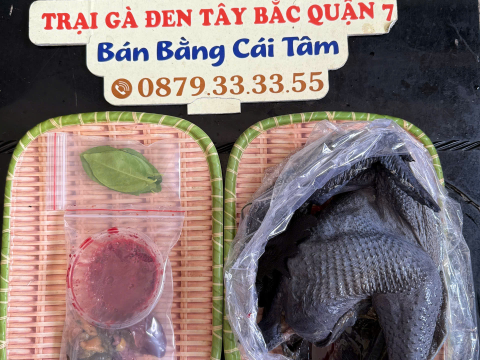 TRẠI GÀ ĐEN TÂY BẮC QUẬN 7
Bán Bằng Cái Tâm
0879.33.33.55